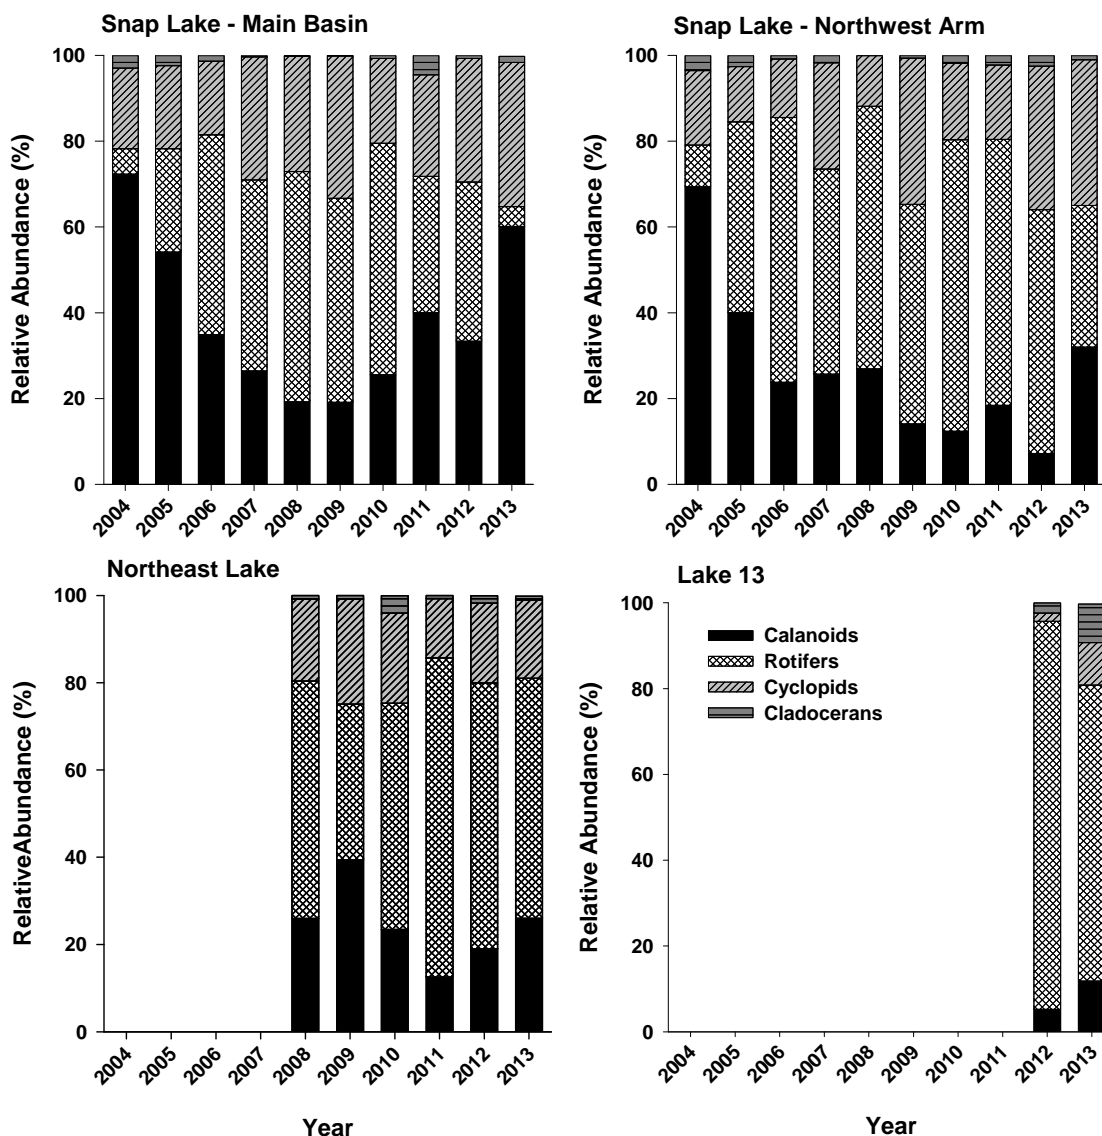 Snap Lake - Main Basin
Relative Abundance (%)
100
80
60
40
20
0
2004 2005 2006 2007 2008 2009 2010 2011 2012 2013
Snap Lake - Northwest Arm
Relative Abundance (%)
100
80
60
40
20
0
2004 2005 2006 2007 2008 2009 2010 2011 2012 2013
Northeast Lake
RelativeAbundance (%)
100
80
60
40
20
0
2004 2005 2006 2007 2008 2009 2010 2011 2012 2013
Year
Lake 13
Relative Abundance (%)
100
80
60
40
20
0
Calanoids
Rotifers
Cyclopids
Cladocerans
2004 2005 2006 2007 2008 2009 2010 2011 2012 2013
Year